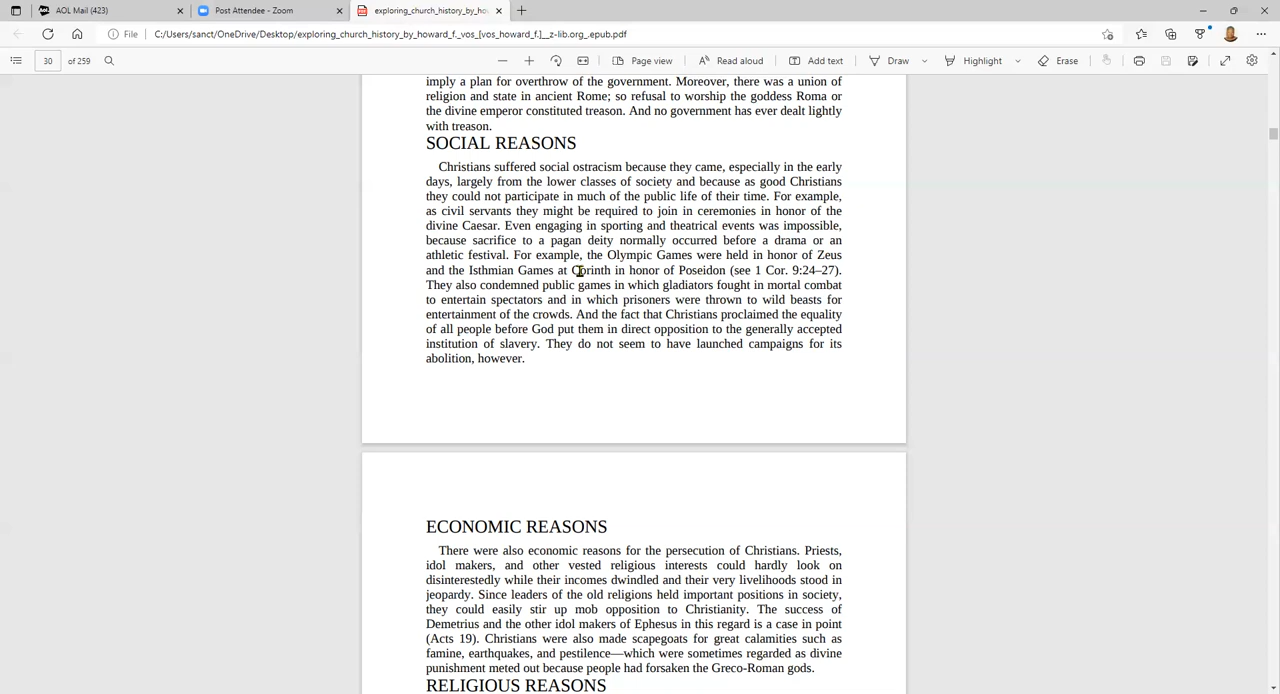 AOL Mail (423)
Post Attendee - Zoom
exploring_church_history_by_ho
File
C:/Users/sanct/OneDrive/Desktop/exploring_church_history_by_howard_f._vos_[vos_howard_f.]__z-lib.org_.epub.pdf
30 of 259
Page view
Read aloud
Add text
Draw
Highlight
Erase
imply a plan for overthrow of the government. Moreover, there was a union of
religion and state in ancient Rome; so refusal to worship the goddess Roma or
the divine emperor constituted treason. And no government has ever dealt lightly
with treason.
SOCIAL REASONS
Christians suffered social ostracism because they came, especially in the early
days, largely from the lower classes of society and because as good Christians
they could not participate in much of the public life of their time. For example,
as civil servants they might be required to join in ceremonies in honor of the
divine Caesar. Even engaging in sporting and theatrical events was impossible,
because sacrifice to a pagan deity normally occurred before a drama or an
athletic festival. For example, the Olympic Games were held in honor of Zeus
and the Isthmian Games at Corinth in honor of Poseidon (see 1 Cor. 9:24–27).
They also condemned public games in which gladiators fought in mortal combat
to entertain spectators and in which prisoners were thrown to wild beasts for
entertainment of the crowds. And the fact that Christians proclaimed the equality
of all people before God put them in direct opposition to the generally accepted
institution of slavery. They do not seem to have launched campaigns for its
abolition, however.
ECONOMIC REASONS
There were also economic reasons for the persecution of Christians. Priests,
idol makers, and other vested religious interests could hardly look on
disinterestedly while their incomes dwindled and their very livelihoods stood in
jeopardy. Since leaders of the old religions held important positions in society,
they could easily stir up mob opposition to Christianity. The success of
Demetrius and the other idol makers of Ephesus in this regard is a case in point
(Acts 19). Christians were also made scapegoats for great calamities such as
famine, earthquakes, and pestilence—which were sometimes regarded as divine
punishment meted out because people had forsaken the Greco-Roman gods.
RELIGIOUS REASONS